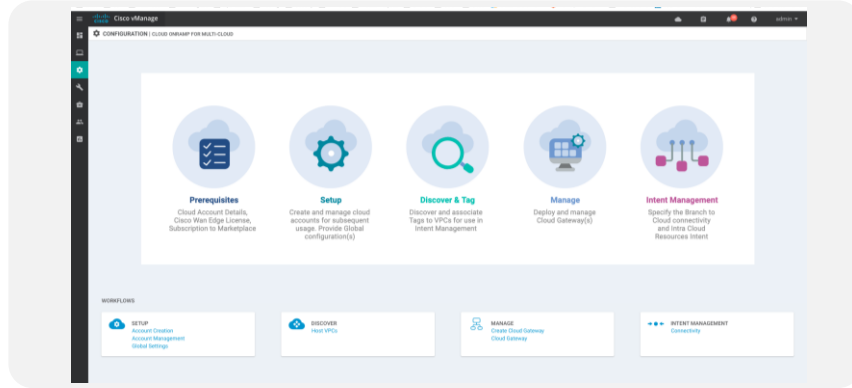 CISCO Cisco vManage
admin
CONFIGURATION | CLOUD ONRAMP FOR MULTI-CLOUD
Prerequisites
Cloud Account Details,
Cisco Wan Edge License,
Subscription to Marketplace
Setup
Create and manage cloud
accounts for subsequent
usage. Provide Global
configuration(s)
Discover & Tag
Discover and associate
Tags to VPCs for use in
Intent Management
Manage
Deploy and manage
Cloud Gateway(s)
Intent Management
Specify the Branch to
Cloud connectivity
and Intra Cloud
Resources Intent
WORKFLOWS
SETUP
Account Creation
Account Management
Global Settings
DISCOVER
Host VPCs
MANAGE
Create Cloud Gateway
Cloud Gateway
INTENT MANAGEMENT
Connectivity